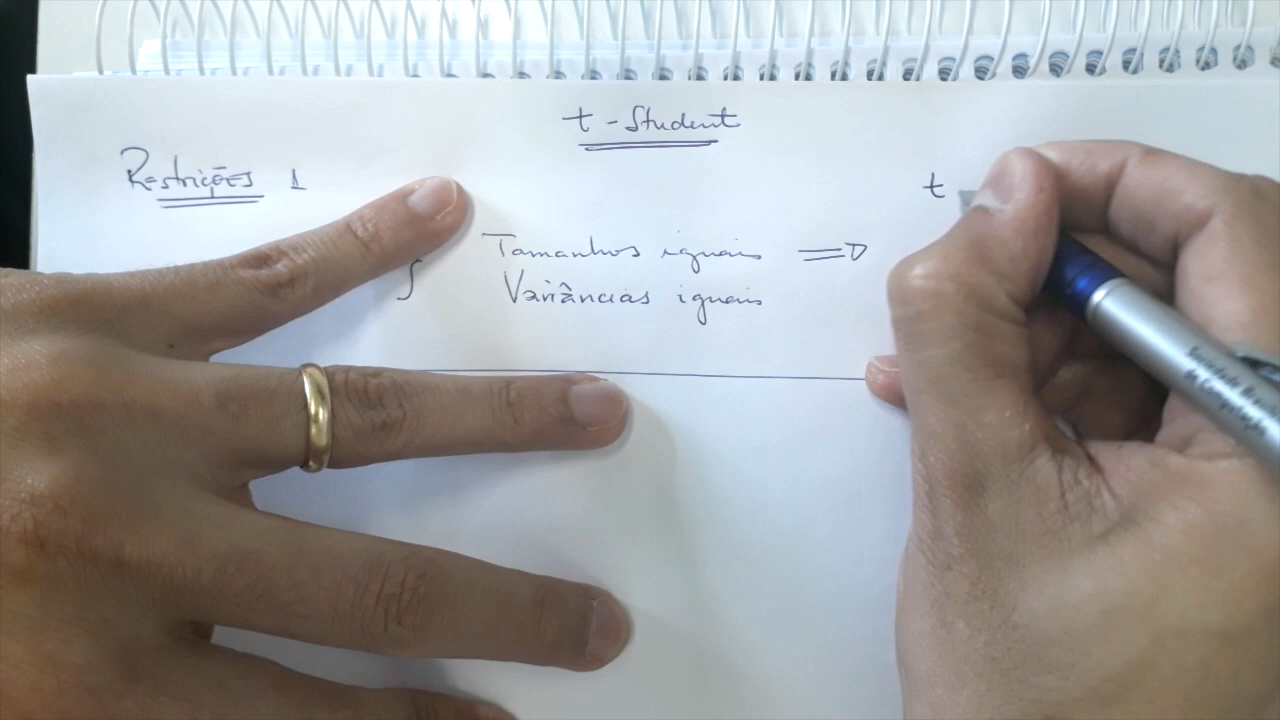 t - Student
Restrições 1
t
Tamanhos iguais ⇒
Variâncias iguais